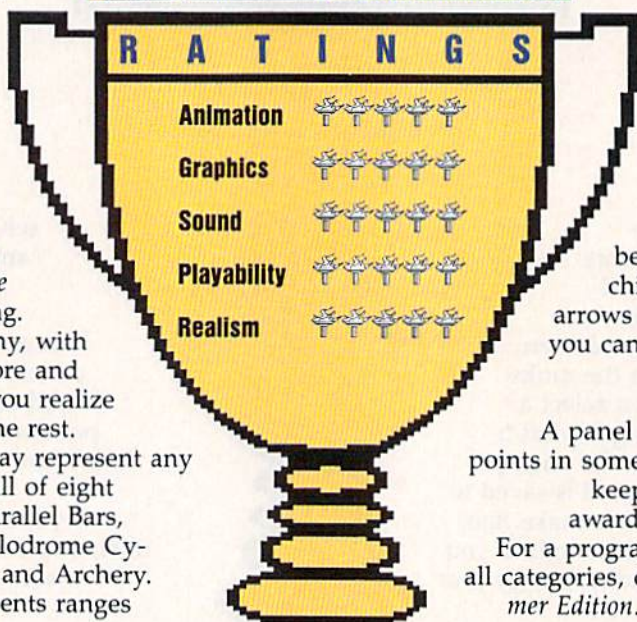 RATINGS
Animation
Graphics
Sound
Playability
Realism
e
g.
ny, with
ore and
you realize
ne rest.
ay represent any
ll of eight
rallel Bars,
lodrome Cy-
and Archery.
ents ranges
be
chi
arrows
you can
A panel
points in some
keep
award
For a progra
all categories,
mer Edition.